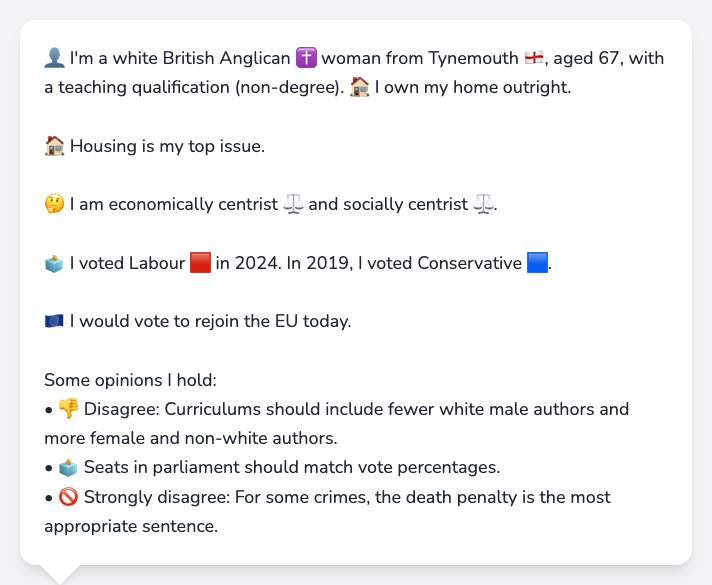 👤 I'm a white British Anglican ✝️ woman from Tynemouth 🏴󠁧󠁢󠁥󠁮󠁧󠁿, aged 67, with
a teaching qualification (non-degree). 🏠 I own my home outright.
🏠 Housing is my top issue.
🤔 I am economically centrist ⚖️ and socially centrist ⚖️.
🗳️ I voted Labour 🟥 in 2024. In 2019, I voted Conservative 🟦.
🇪🇺 I would vote to rejoin the EU today.
Some opinions I hold:
• 👎 Disagree: Curriculums should include fewer white male authors and
more female and non-white authors.
• 🗳️ Seats in parliament should match vote percentages.
• 🚫 Strongly disagree: For some crimes, the death penalty is the most
appropriate sentence.